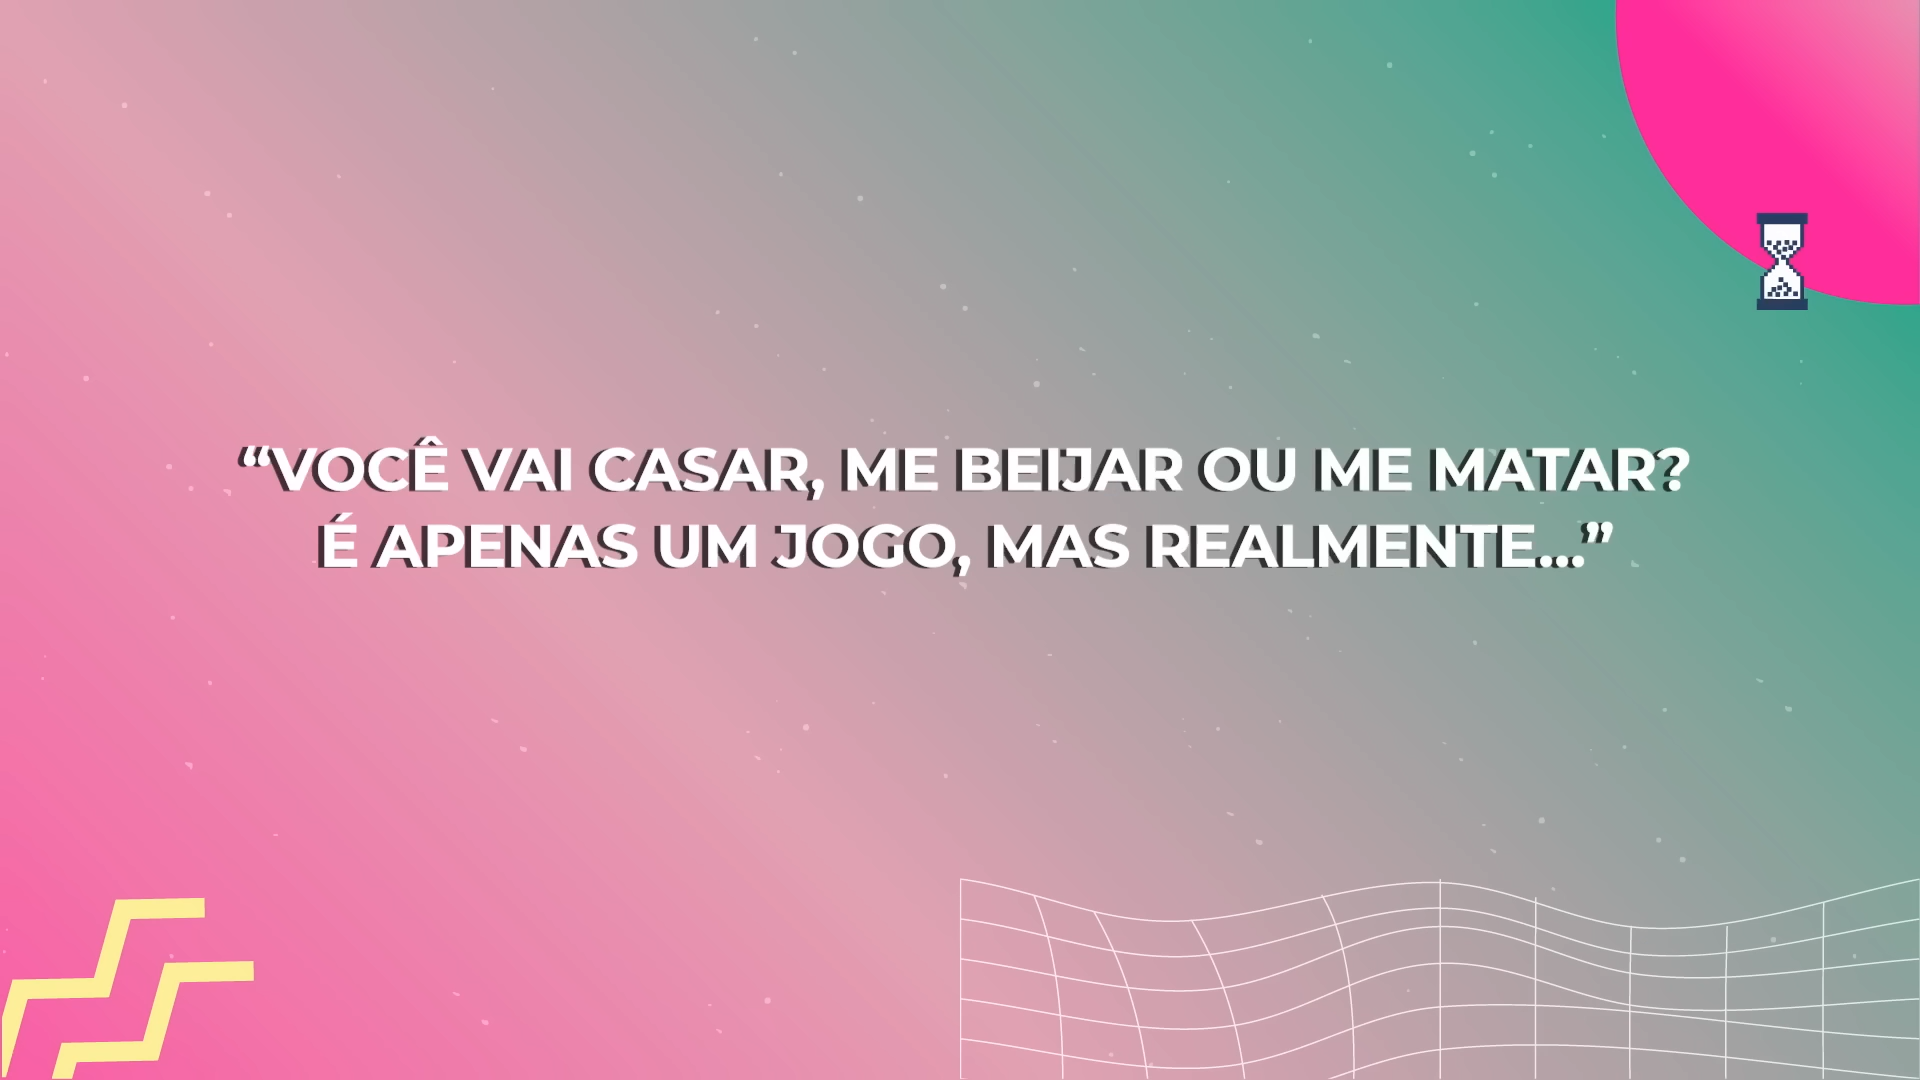 “VOCÊ VAI CASAR, ME BEIJAR OU ME MATAR?
É APENAS UM JOGO, MAS REALMENTE...”